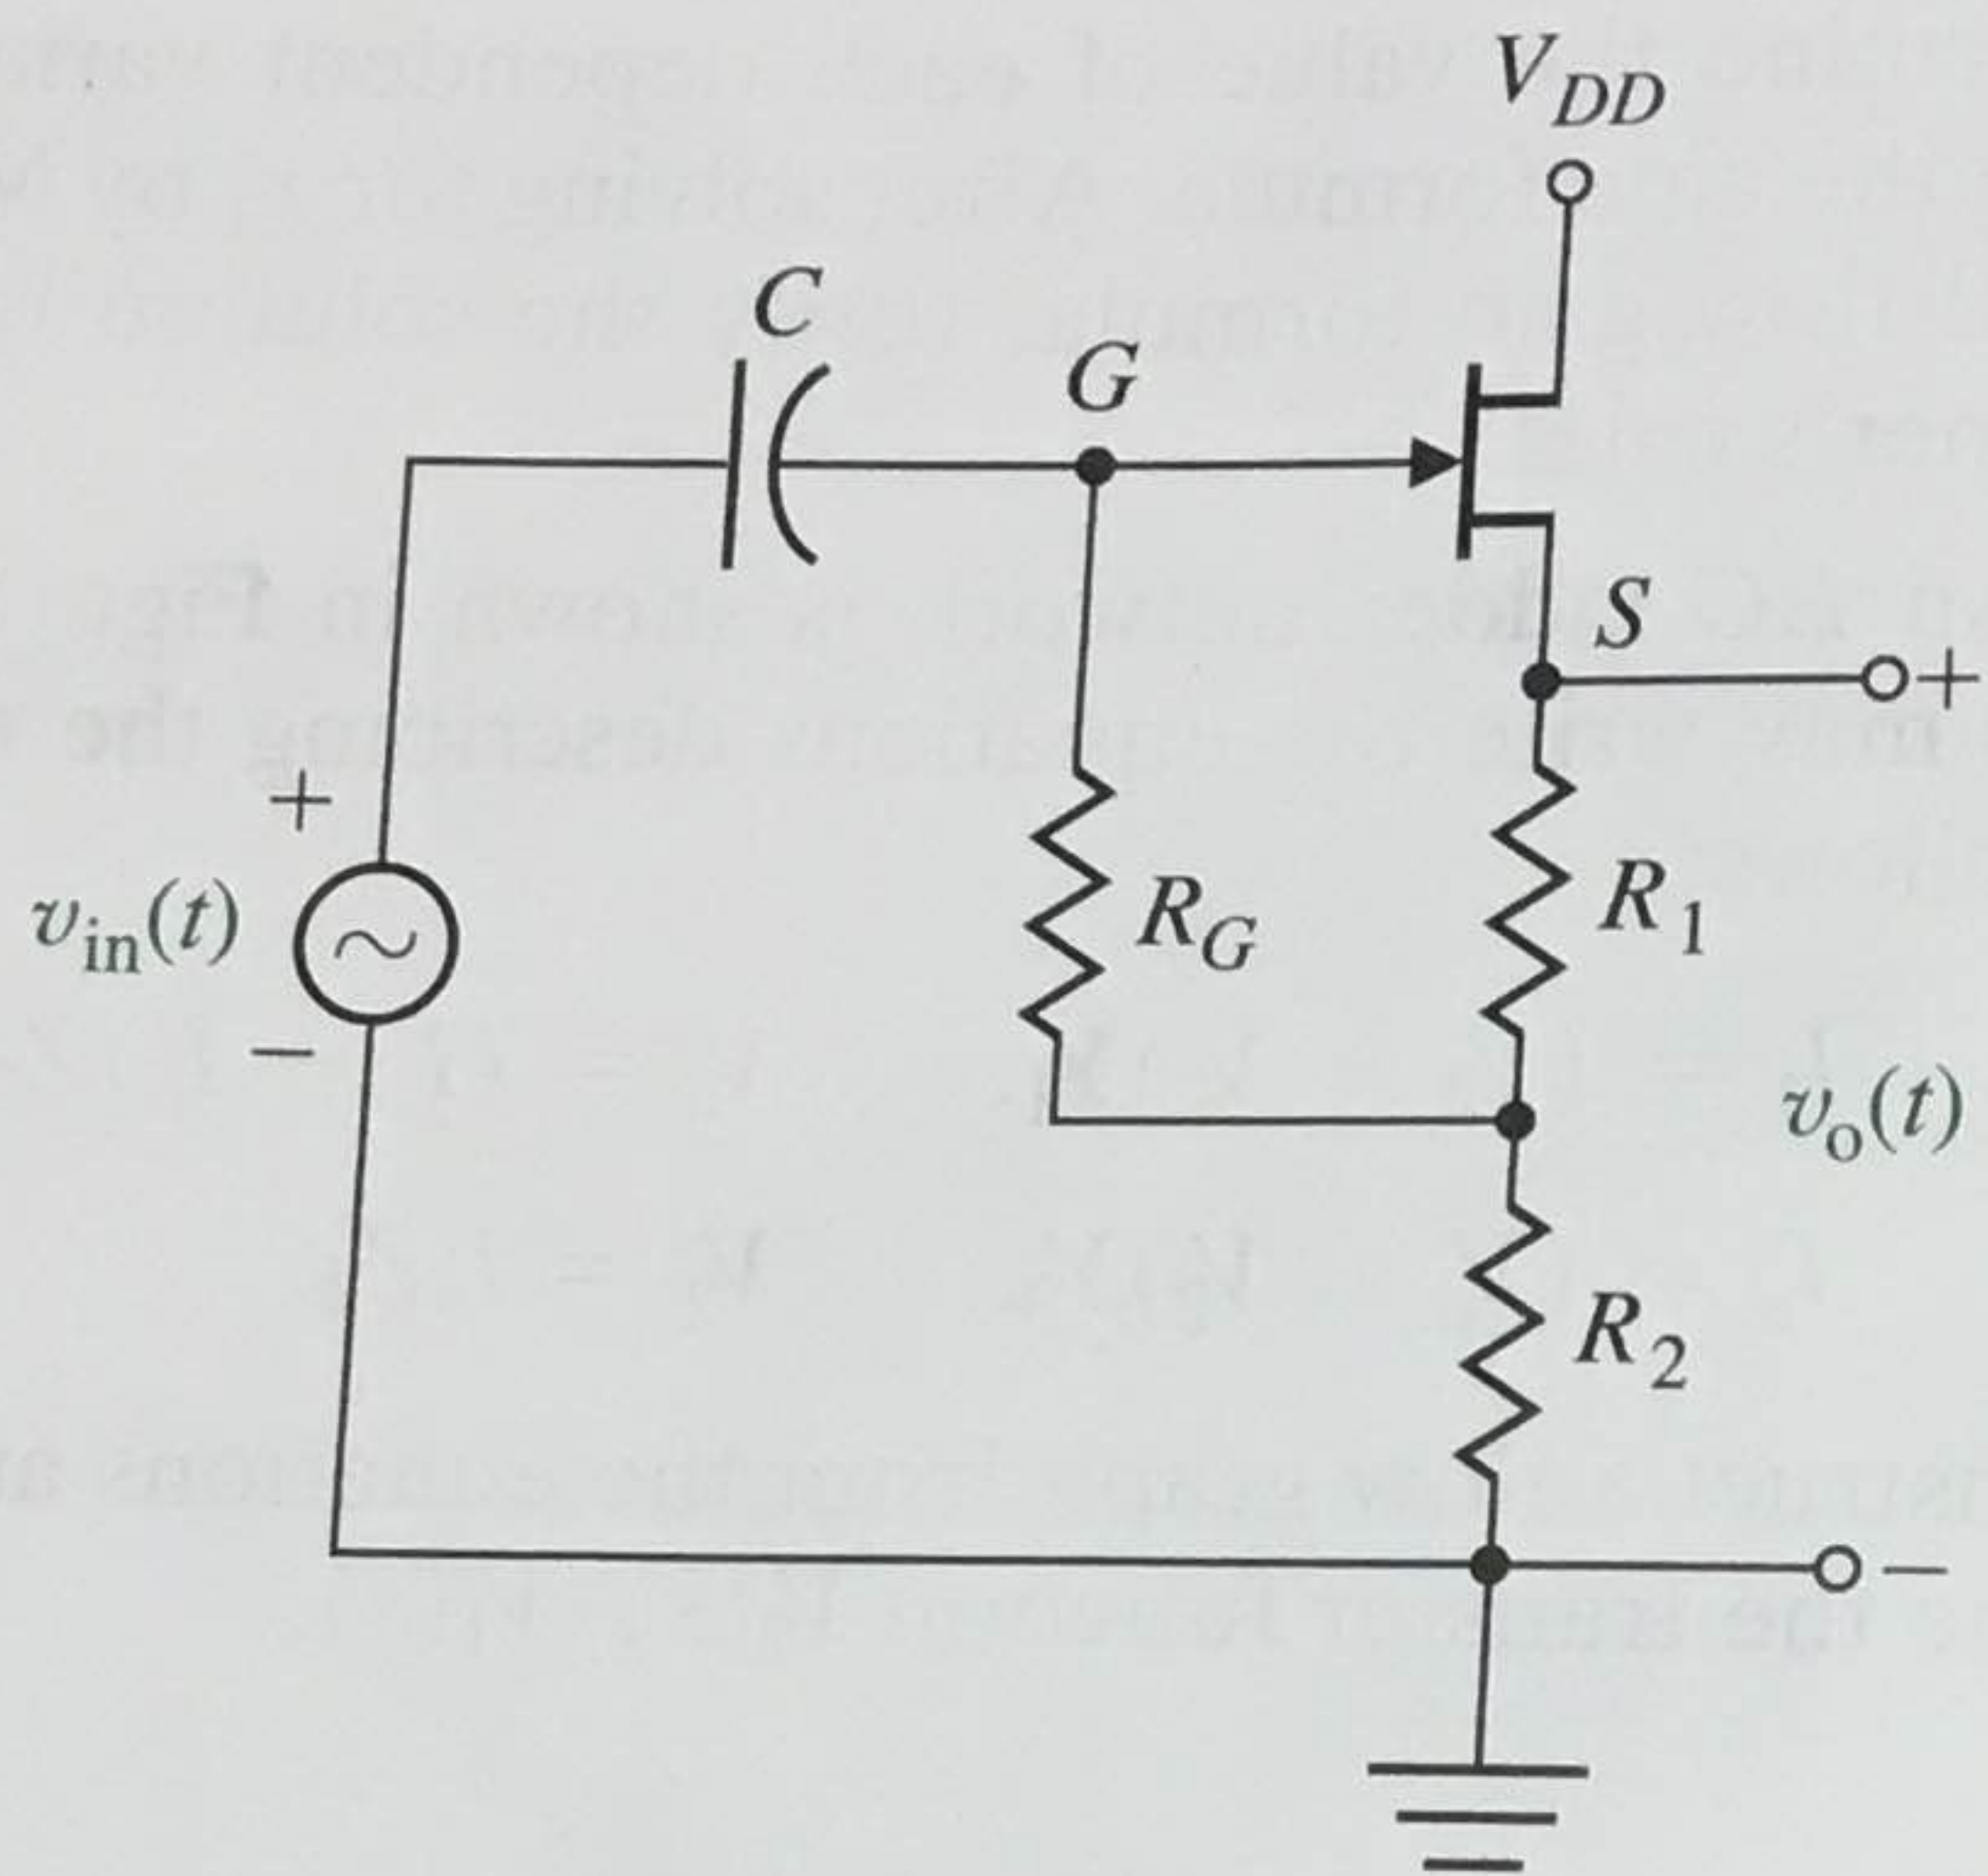 V_DD
C
G
S
+
+
v_in(t)
R_G
R_1
−
v_o(t)
R_2
−